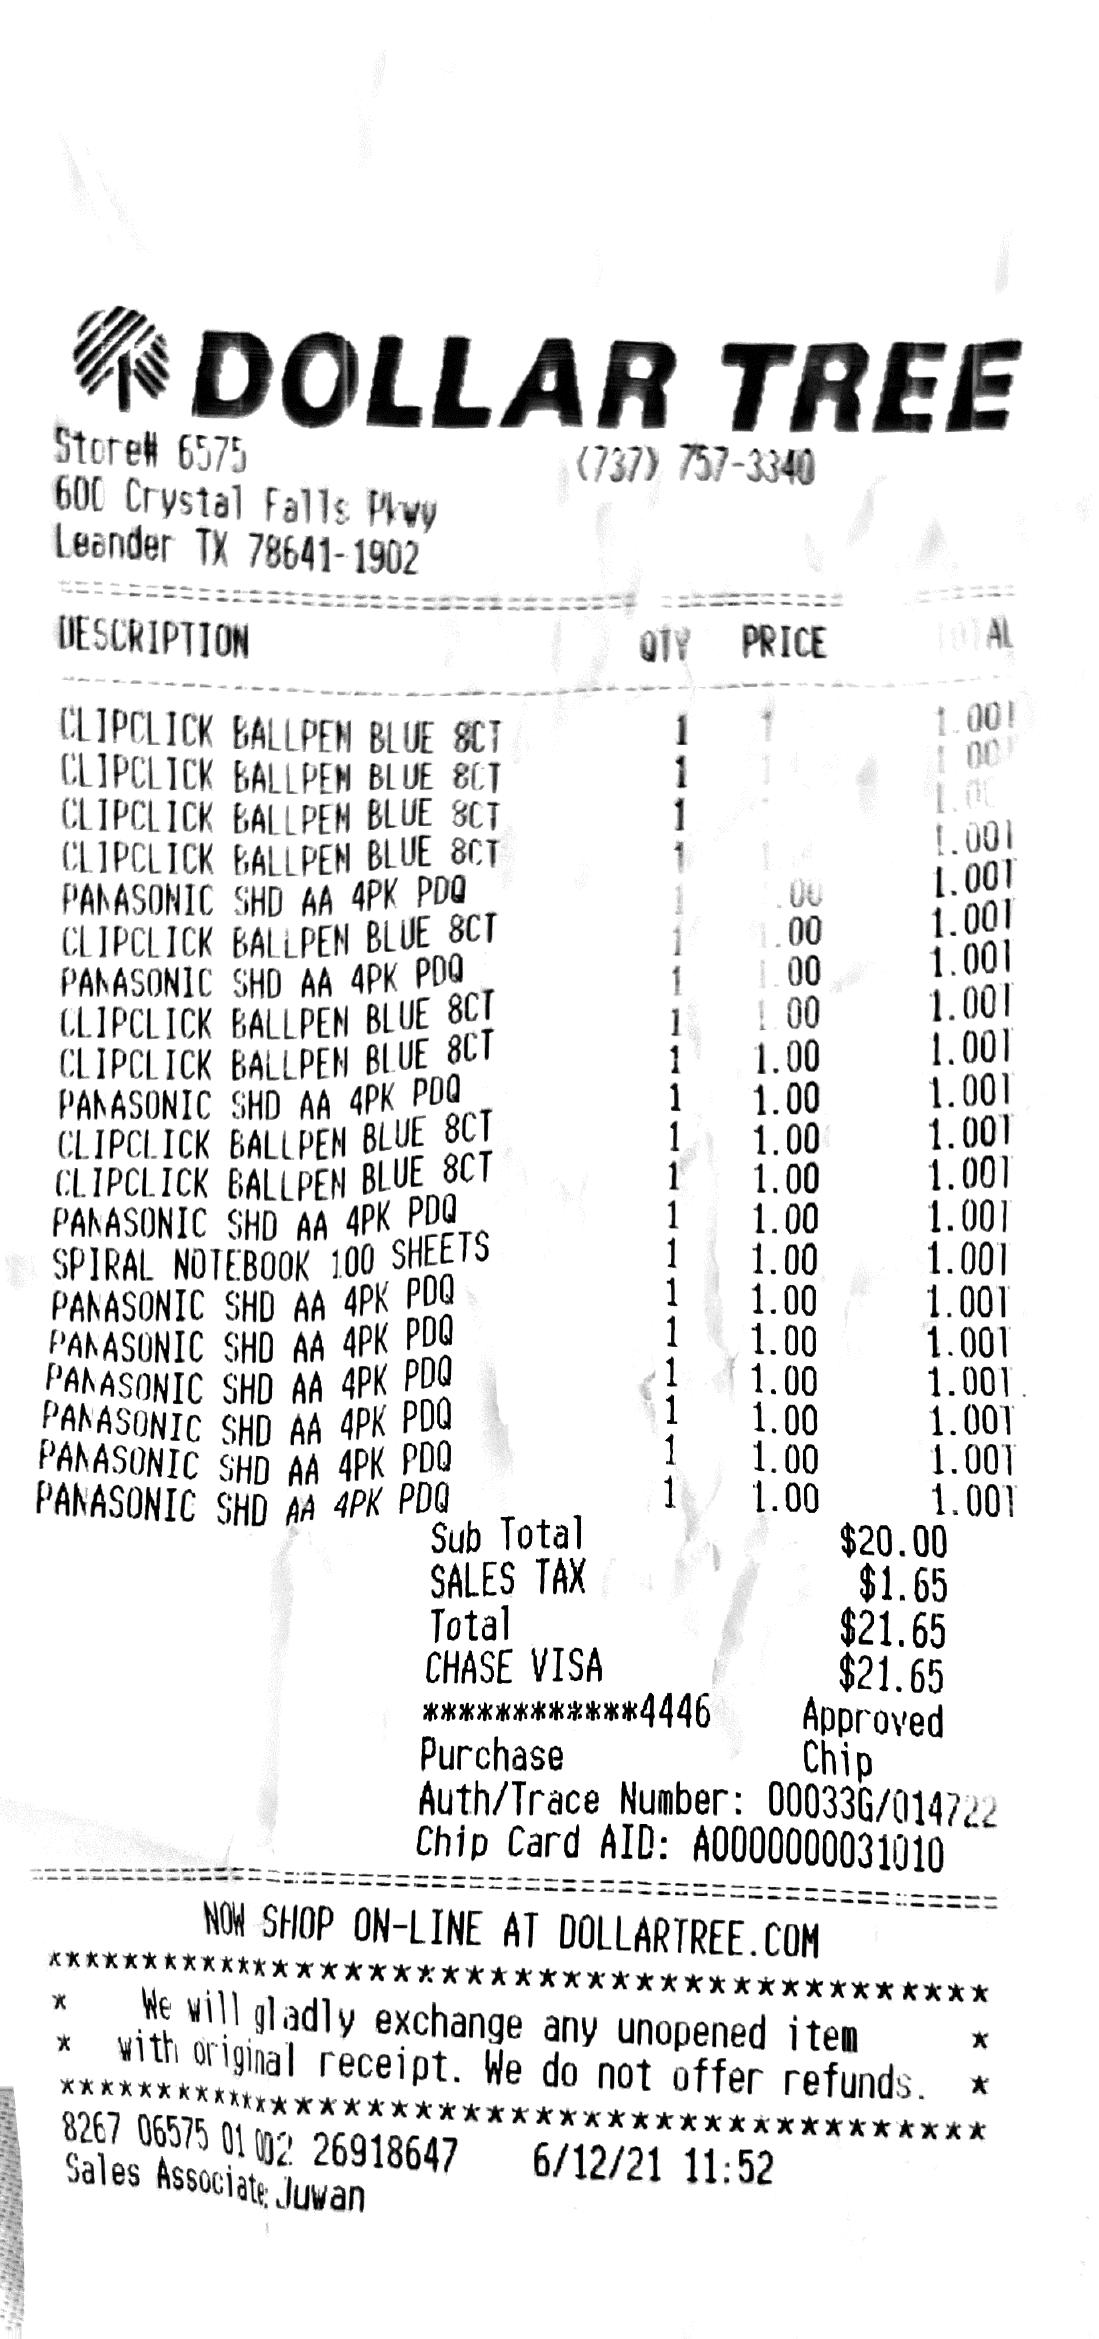 DOLLAR TREE
Store# 6575 (737) 757-3340
600 Crystal Falls Pkwy
Leander TX 78641-1902
DESCRIPTION QTY PRICE TOTAL
CLIPCLICK BALLPEN BLUE 8CT 1 1 1.00T
CLIPCLICK BALLPEN BLUE 8CT 1 1.00T
CLIPCLICK BALLPEN BLUE 8CT 1 1.00
CLIPCLICK BALLPEN BLUE 8CT 1 1.00T
PANASONIC SHD AA 4PK PDQ 1 .00 1.00T
CLIPCLICK BALLPEN BLUE 8CT 1 1.00 1.00T
PANASONIC SHD AA 4PK PDQ 1 1.00 1.00T
CLIPCLICK BALLPEN BLUE 8CT 1 1.00 1.00T
CLIPCLICK BALLPEN BLUE 8CT 1 1.00 1.00T
PANASONIC SHD AA 4PK PDQ 1 1.00 1.00T
CLIPCLICK BALLPEN BLUE 8CT 1 1.00 1.00T
CLIPCLICK BALLPEN BLUE 8CT 1 1.00 1.00T
PANASONIC SHD AA 4PK PDQ 1 1.00 1.00T
SPIRAL NOTEBOOK 100 SHEETS 1 1.00 1.00T
PANASONIC SHD AA 4PK PDQ 1 1.00 1.00T
PANASONIC SHD AA 4PK PDQ 1 1.00 1.00T
PANASONIC SHD AA 4PK PDQ 1 1.00 1.00T
PANASONIC SHD AA 4PK PDQ 1 1.00 1.00T
PANASONIC SHD AA 4PK PDQ 1 1.00 1.00T
PANASONIC SHD AA 4PK PDQ 1 1.00 1.00T
Sub Total $20.00
SALES TAX $1.65
Total $21.65
CHASE VISA $21.65
************4446 Approved
Purchase Chip
Auth/Trace Number: 00033G/014722
Chip Card AID: A0000000031010
NOW SHOP ON-LINE AT DOLLARTREE.COM
* We will gladly exchange any unopened item *
* with original receipt. We do not offer refunds. *
8267 06575 01 002 26918647 6/12/21 11:52
Sales Associate: Juwan